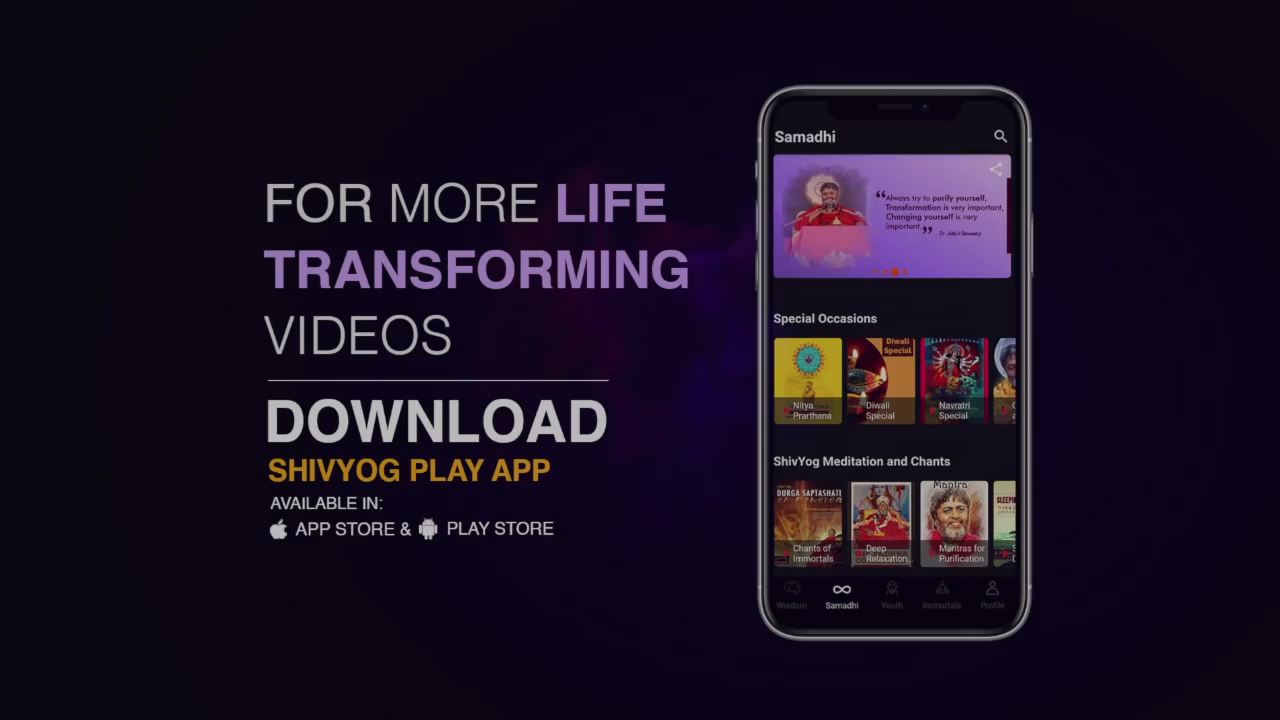 FOR MORE LIFE
TRANSFORMING
VIDEOS
DOWNLOAD
SHIVYOG PLAY APP
AVAILABLE IN:
APP STORE & PLAY STORE
Samadhi
“Always try to purify yourself,
Transformation is very important,
Changing yourself is very
important.”
Special Occasions
Diwali
Special
Nitya
Prarthana
Diwali
Special
Navratri
Special
ShivYog Meditation and Chants
DURGA SAPTASHATI
Mantra
Chants of
Immortals
Deep
Relaxation...
Mantras for
Purification
Wisdom
Samadhi
Youth
Immortals
Profile